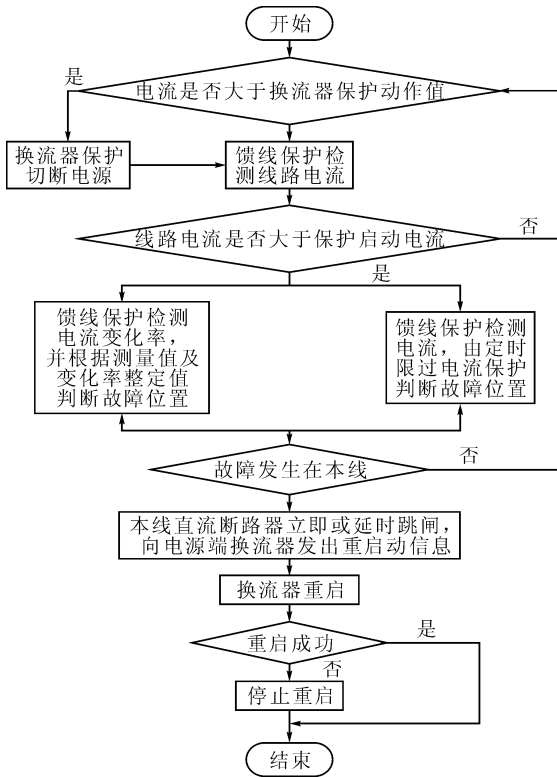 开始
电流是否大于换流器保护动作值
是
换流器保护
切断电源
馈线保护检
测线路电流
线路电流是否大于保护启动电流
否
是
馈线保护检测
电流变化率，
并根据测量值及
变化率整定值
判断故障位置
馈线保护检测
电流，由定时
限过电流保护
判断故障位置
故障发生在本线
否
本线直流断路器立即或延时跳闸，
向电源端换流器发出重启动信息
换流器重启
重启成功
是
否
停止重启
结束